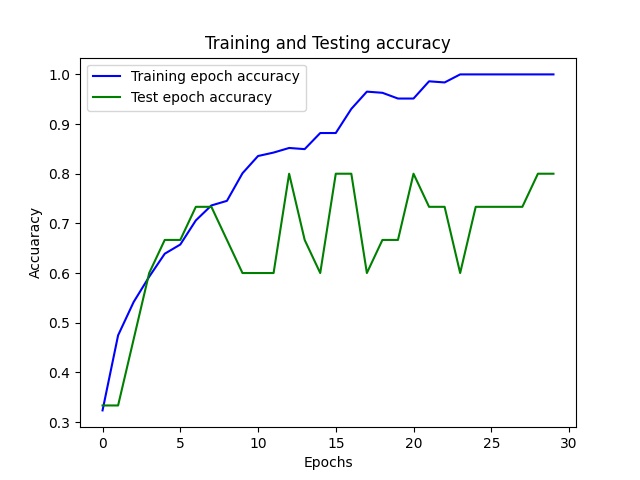 Training and Testing accuracy
Training epoch accuracy
Test epoch accuracy
1.0
0.9
0.8
0.7
0.6
0.5
0.4
0.3
Accuaracy
0 5 10 15 20 25 30
Epochs